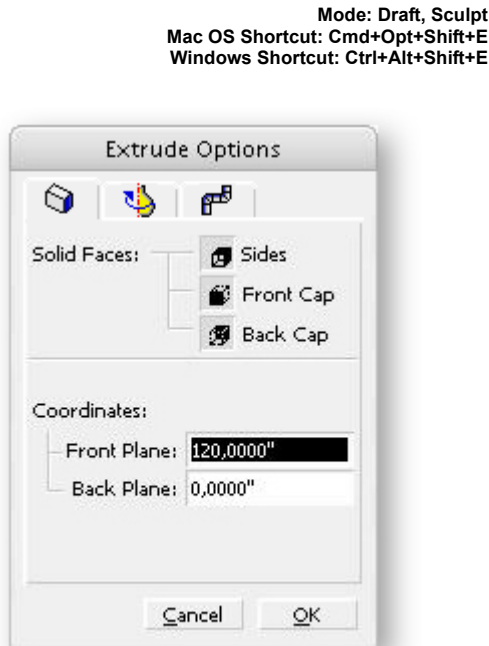 Mode: Draft, Sculpt
Mac OS Shortcut: Cmd+Opt+Shift+E
Windows Shortcut: Ctrl+Alt+Shift+E
Extrude Options
Solid Faces:
Sides
Front Cap
Back Cap
Coordinates:
Front Plane: 120,0000"
Back Plane: 0,0000"
Cancel OK